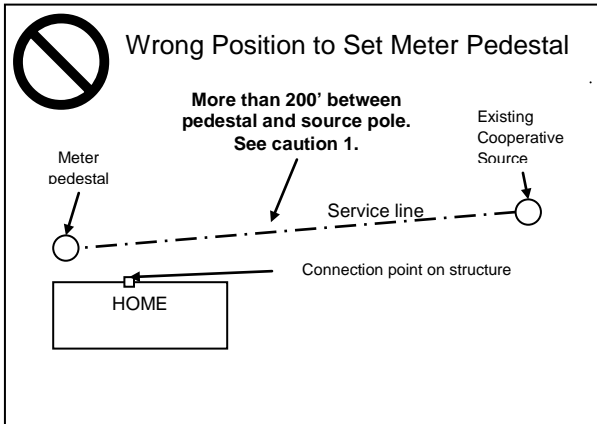 Wrong Position to Set Meter Pedestal
More than 200' between
pedestal and source pole.
See caution 1.
Existing
Cooperative
Source
Meter
pedestal
Service line
Connection point on structure
HOME